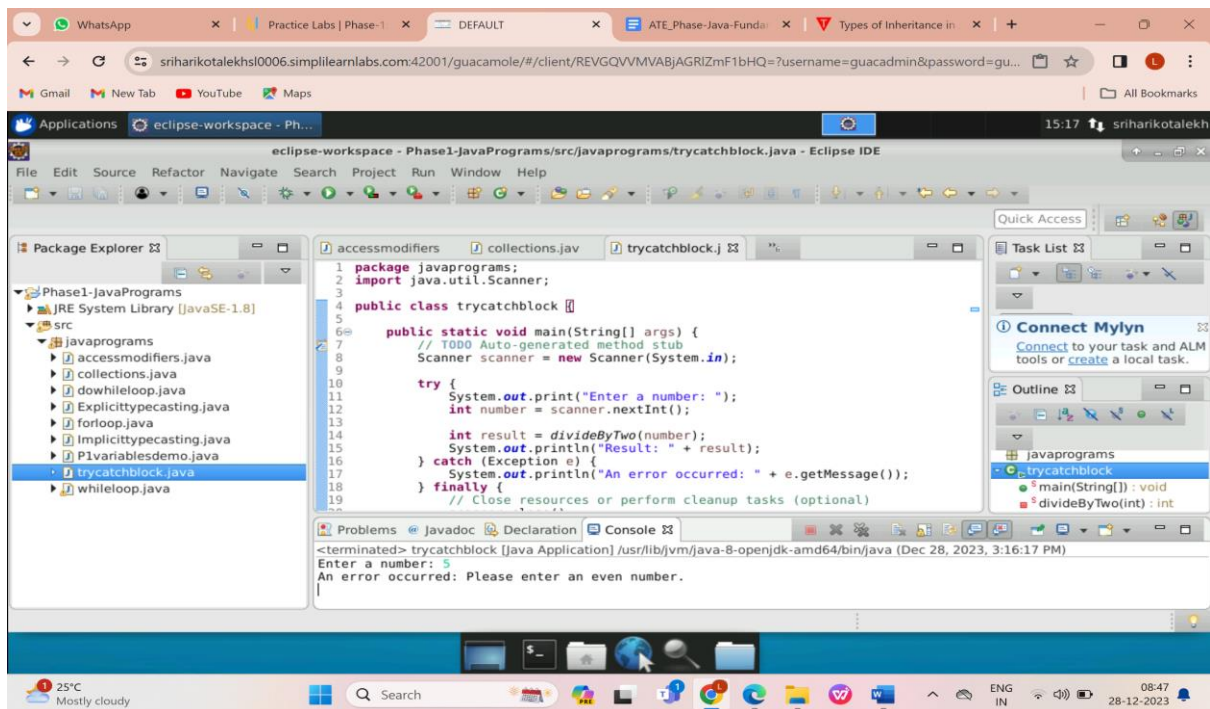 WhatsApp
Practice Labs | Phase-1
DEFAULT
ATE_Phase-Java-Fundar
Types of Inheritance in
sriharikotalekhsl0006.simplilearnlabs.com:42001/guacamole/#/client/REVGQVVMVABjAGRlZmF1bHQ=?username=guacadmin&password=gu...
Gmail
New Tab
YouTube
Maps
All Bookmarks
Applications
eclipse-workspace - Ph...
15:17
sriharikotalekh
eclipse-workspace - Phase1-JavaPrograms/src/javaprograms/trycatchblock.java - Eclipse IDE
File Edit Source Refactor Navigate Search Project Run Window Help
Quick Access
Package Explorer
Phase1-JavaPrograms
JRE System Library [JavaSE-1.8]
src
javaprograms
accessmodifiers.java
collections.java
dowhileloop.java
Explicittypecasting.java
forloop.java
Implicittypecasting.java
P1variablesdemo.java
trycatchblock.java
whileloop.java
accessmodifiers
collections.jav
trycatchblock.j
1 package javaprograms;
2 import java.util.Scanner;
3
4 public class trycatchblock {
5
6 public static void main(String[] args) {
7 // TODO Auto-generated method stub
8 Scanner scanner = new Scanner(System.in);
9
10 try {
11 System.out.print("Enter a number: ");
12 int number = scanner.nextInt();
13
14 int result = divideByTwo(number);
15 System.out.println("Result: " + result);
16 } catch (Exception e) {
17 System.out.println("An error occurred: " + e.getMessage());
18 } finally {
19 // Close resources or perform cleanup tasks (optional)
Task List
Connect Mylyn
Connect to your task and ALM
tools or create a local task.
Outline
javaprograms
trycatchblock
main(String[]) : void
divideByTwo(int) : int
Problems
Javadoc
Declaration
Console
<terminated> trycatchblock [Java Application] /usr/lib/jvm/java-8-openjdk-amd64/bin/java (Dec 28, 2023, 3:16:17 PM)
Enter a number: 5
An error occurred: Please enter an even number.
25°C
Mostly cloudy
Search
ENG
IN
08:47
28-12-2023